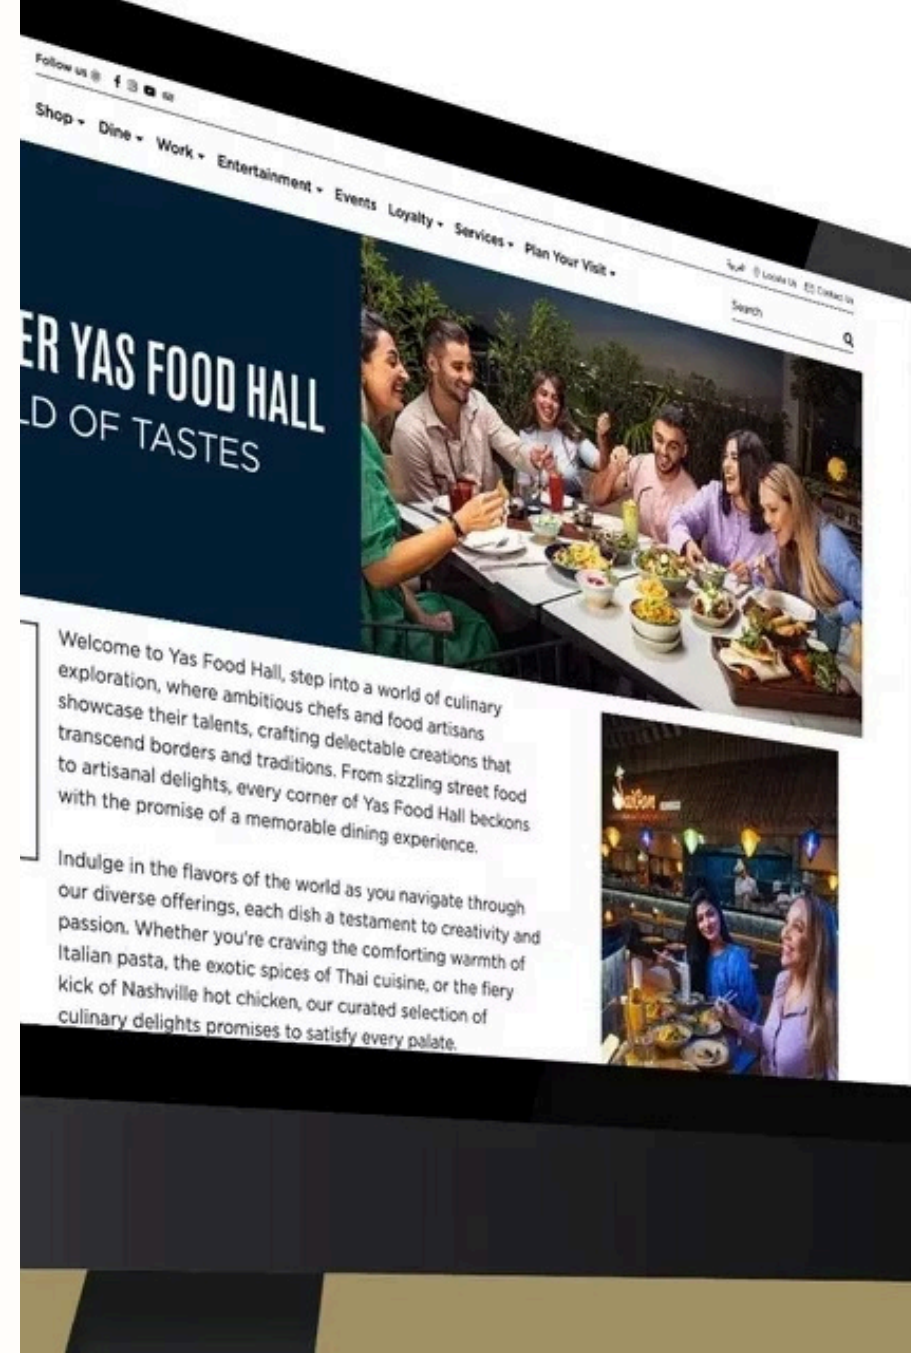 Follow us
Shop Dine Work Entertainment Events Loyalty Services Plan Your Visit
العربية Locate Us Contact Us
Search
ER YAS FOOD HALL
LD OF TASTES
Welcome to Yas Food Hall, step into a world of culinary
exploration, where ambitious chefs and food artisans
showcase their talents, crafting delectable creations that
transcend borders and traditions. From sizzling street food
to artisanal delights, every corner of Yas Food Hall beckons
with the promise of a memorable dining experience.
Indulge in the flavors of the world as you navigate through
our diverse offerings, each dish a testament to creativity and
passion. Whether you're craving the comforting warmth of
Italian pasta, the exotic spices of Thai cuisine, or the fiery
kick of Nashville hot chicken, our curated selection of
culinary delights promises to satisfy every palate.